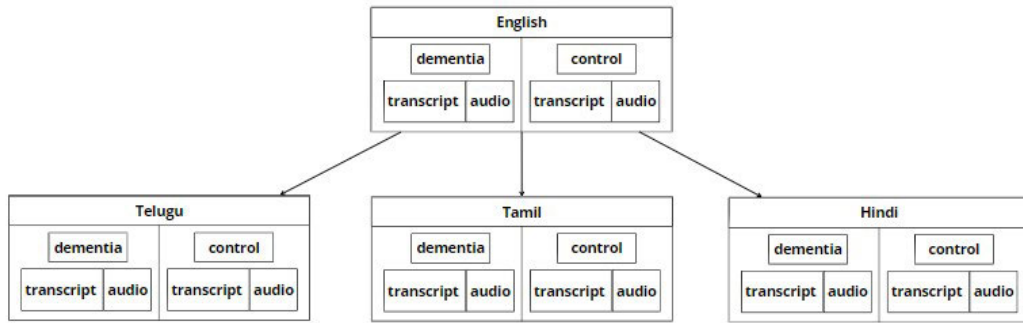 English
dementia control
transcript audio transcript audio
Telugu
dementia control
transcript audio transcript audio
Tamil
dementia control
transcript audio transcript audio
Hindi
dementia control
transcript audio transcript audio